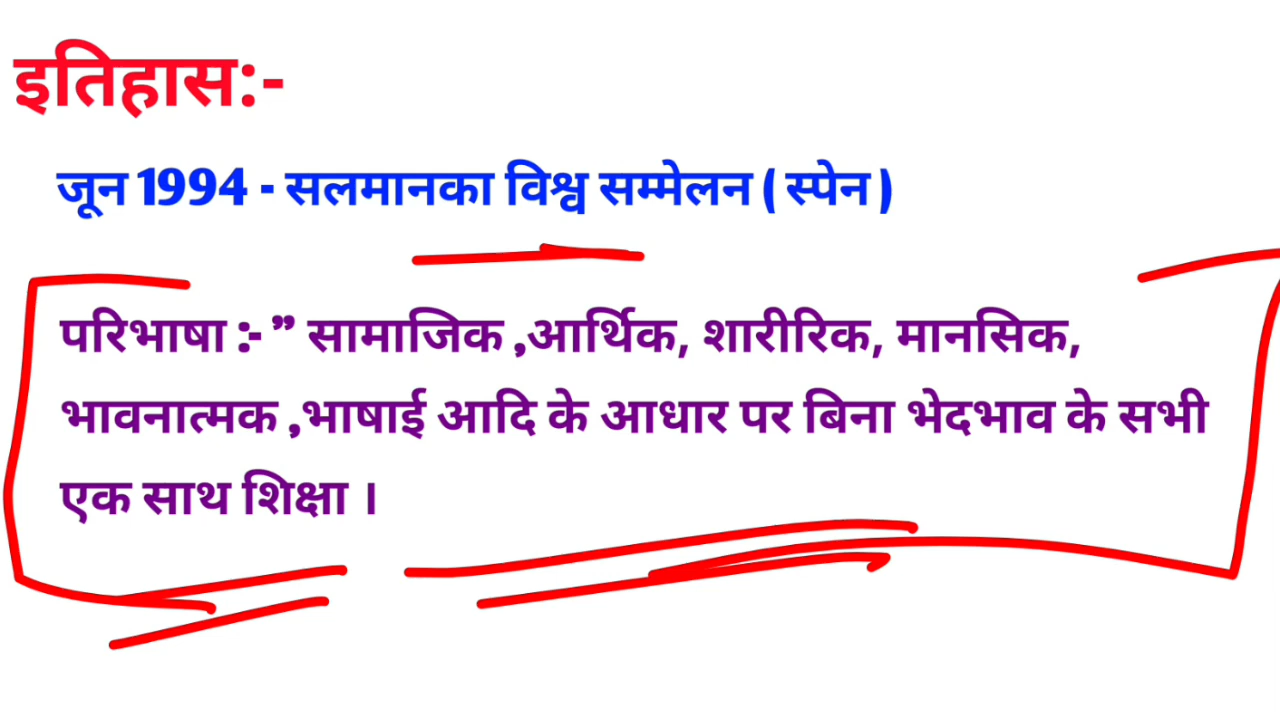 इतिहास:-
जून 1994 - सलमानका विश्व सम्मेलन ( स्पेन )
परिभाषा :- ” सामाजिक ,आर्थिक, शारीरिक, मानसिक,
भावनात्मक ,भाषाई आदि के आधार पर बिना भेदभाव के सभी
एक साथ शिक्षा ।